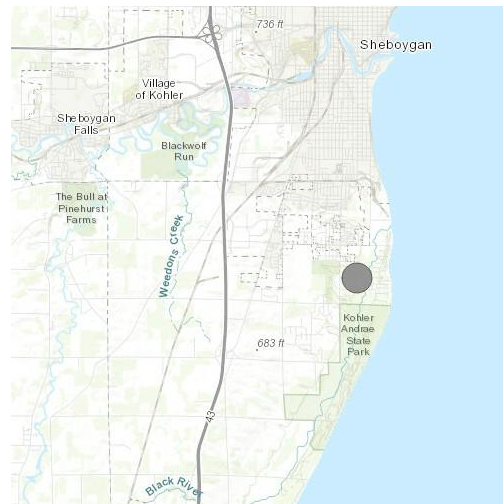 736 ft
Sheboygan
Village
of Kohler
Sheboygan
Falls
Blackwolf
Run
The Bull at
Pinehurst
Farms
Weedons Creek
Kohler
Andrae
State
Park
683 ft
43
Black River